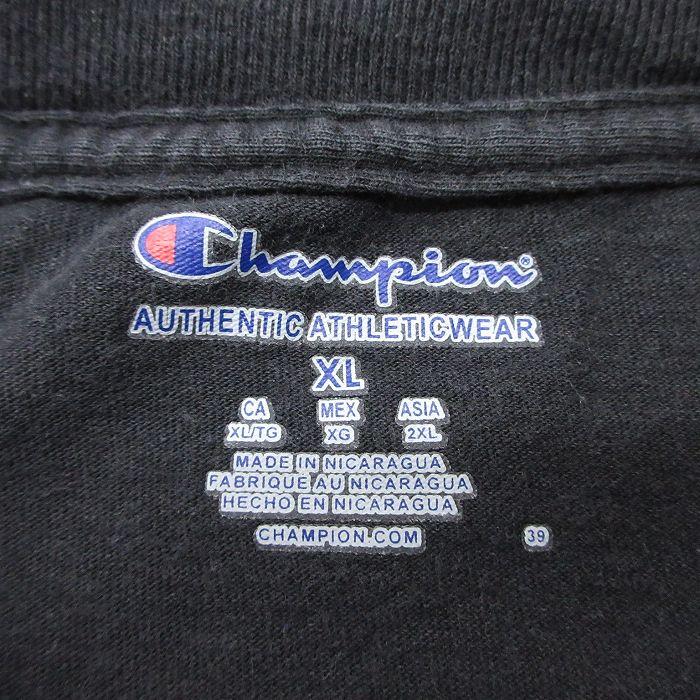 Champion®
AUTHENTIC ATHLETICWEAR
XL
CA MEX ASIA
XL/TG XG 2XL
MADE IN NICARAGUA
FABRIQUE AU NICARAGUA
HECHO EN NICARAGUA
CHAMPION.COM 39